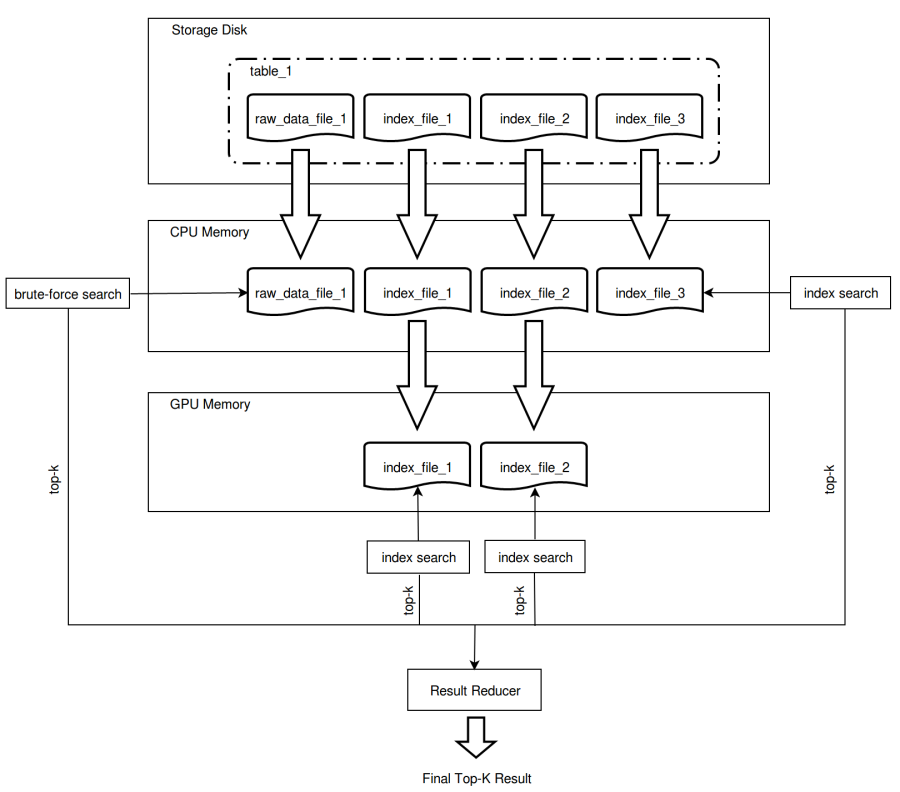 Storage Disk
table_1
raw_data_file_1
index_file_1
index_file_2
index_file_3
CPU Memory
brute-force search
raw_data_file_1
index_file_1
index_file_2
index_file_3
index search
GPU Memory
index_file_1
index_file_2
top-k
top-k
index search
index search
top-k
top-k
Result Reducer
Final Top-K Result